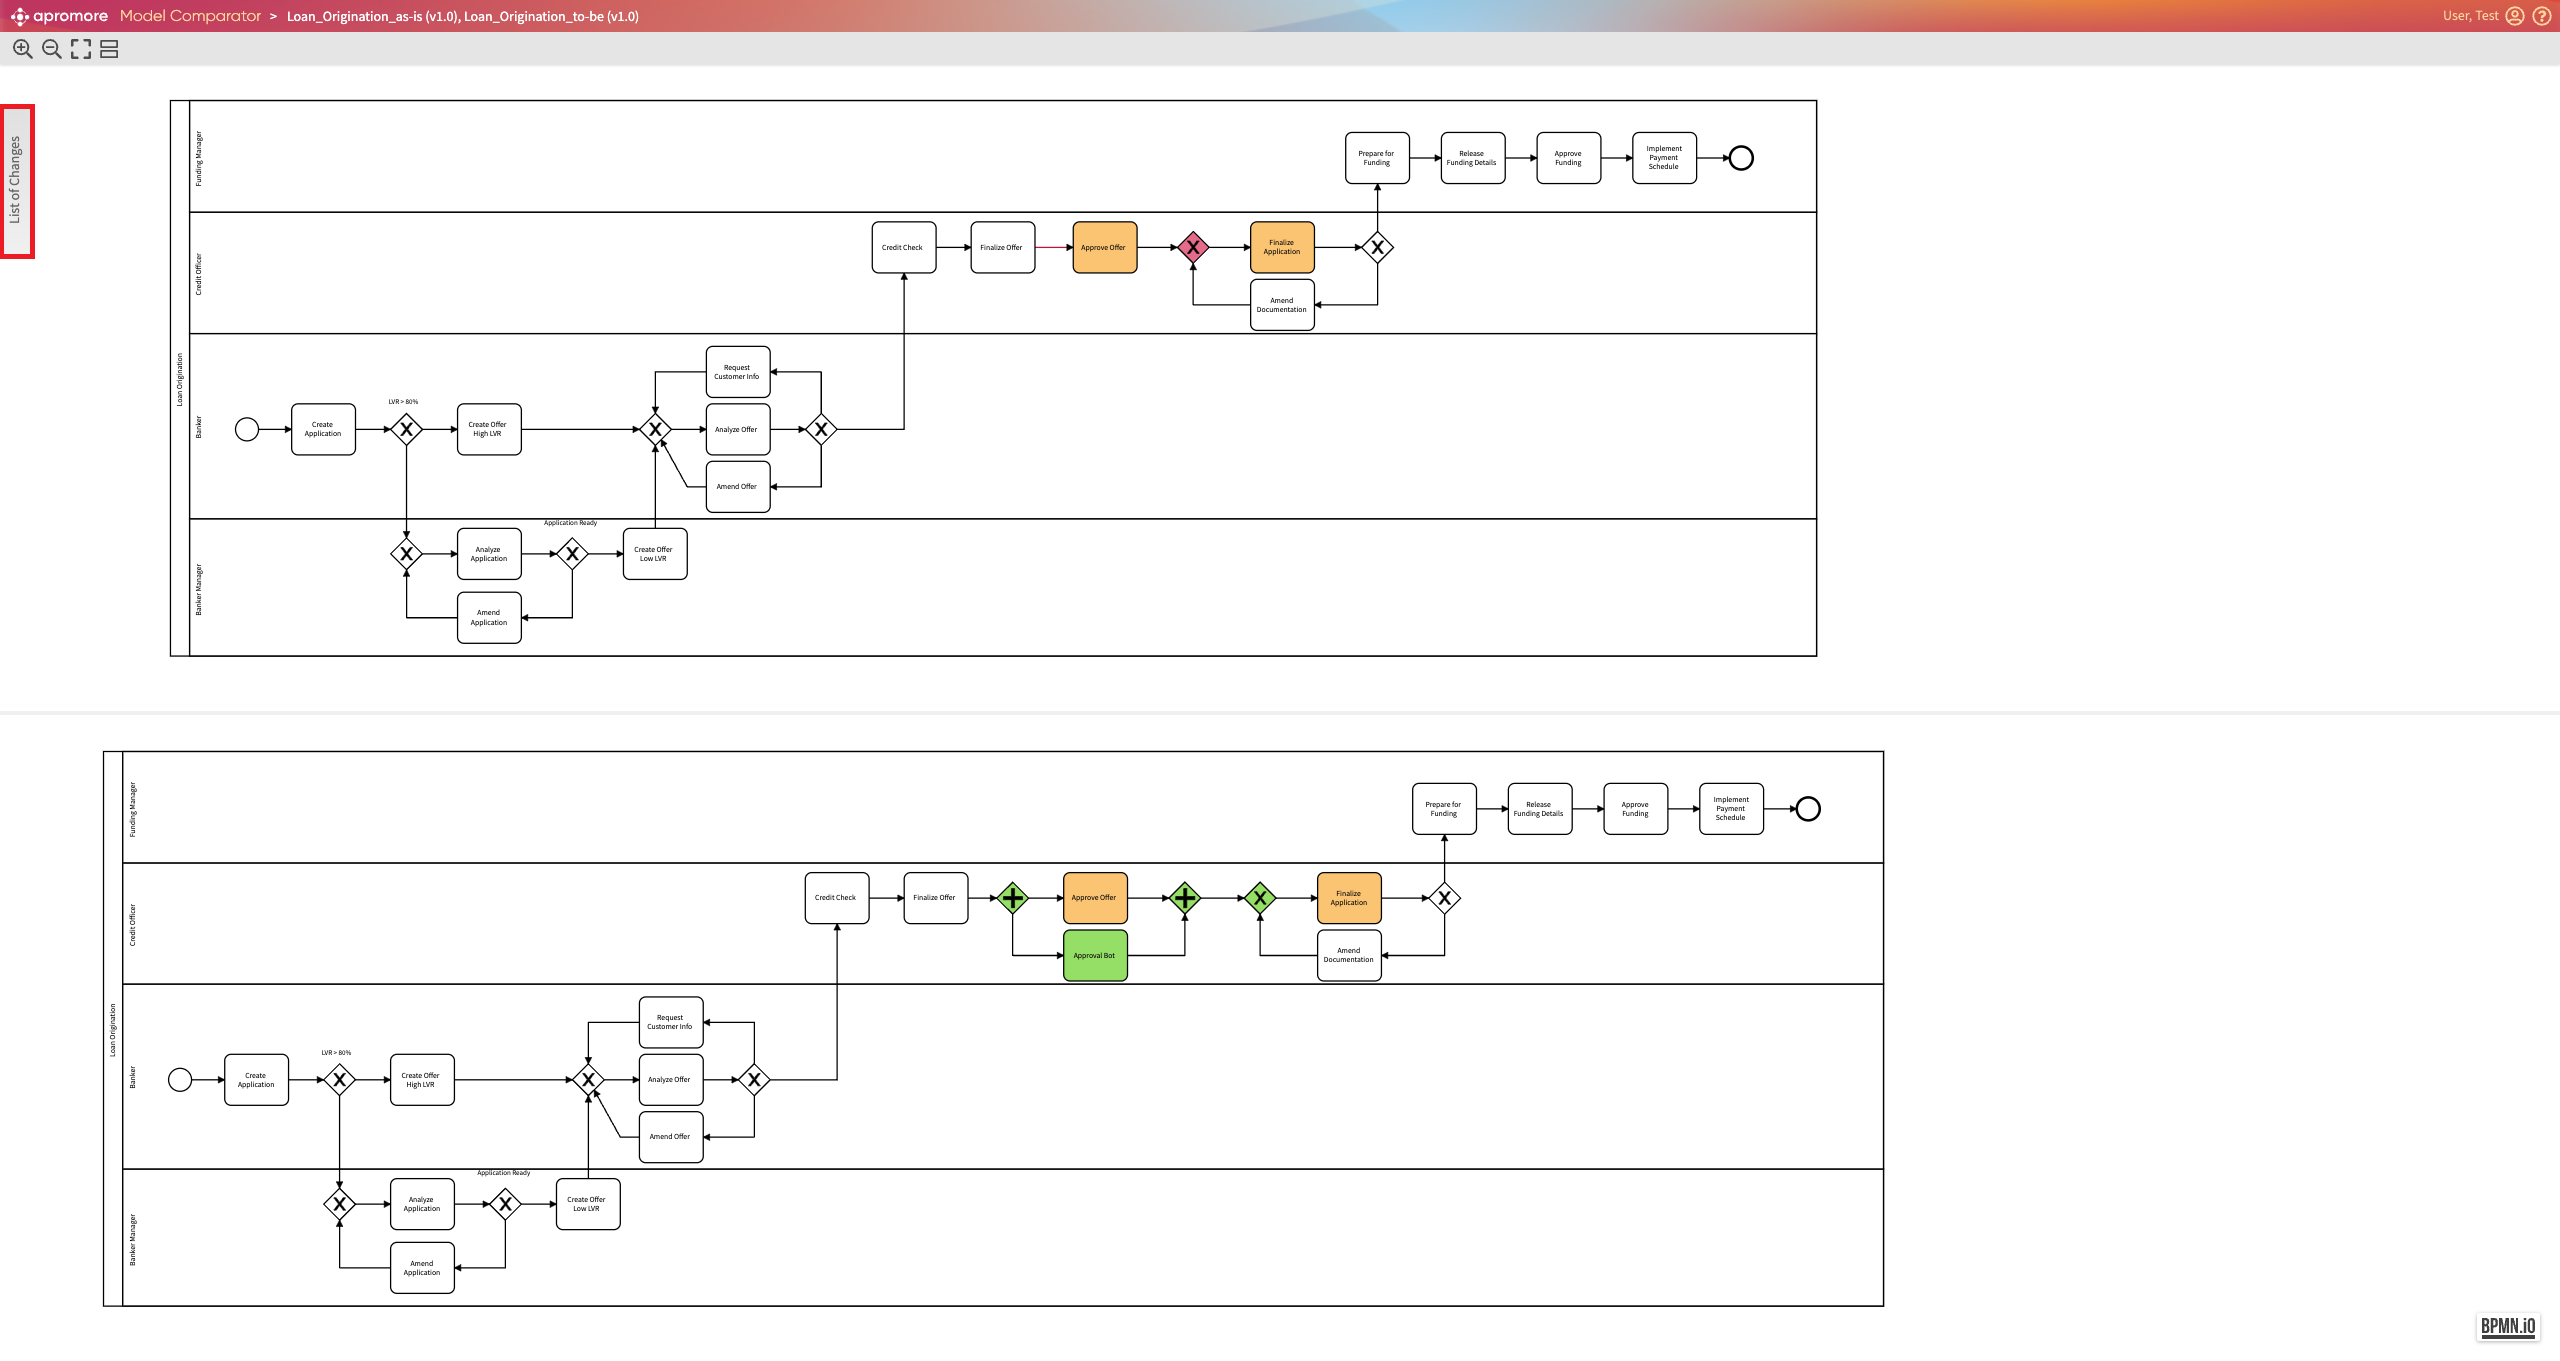 apromore Model Comparator > Loan_Origination_as-is (v1.0), Loan_Origination_to-be (v1.0)
User, Test
List of Changes
Loan Origination
Funding Manager
Prepare for
Funding
Release
Funding Details
Approve
Funding
Implement
Payment
Schedule
Credit Officer
Credit Check
Finalize Offer
Approve Offer
Finalize
Application
Amend
Documentation
Banker
Create
Application
LVR > 80%
Create Offer
High LVR
Request
Customer Info
Analyze Offer
Amend Offer
Banker Manager
Analyze
Application
Application Ready
Create Offer
Low LVR
Amend
Application
Loan Origination
Funding Manager
Prepare for
Funding
Release
Funding Details
Approve
Funding
Implement
Payment
Schedule
Credit Officer
Credit Check
Finalize Offer
Approve Offer
Approval Bot
Finalize
Application
Amend
Documentation
Banker
Create
Application
LVR > 80%
Create Offer
High LVR
Request
Customer Info
Analyze Offer
Amend Offer
Banker Manager
Analyze
Application
Application Ready
Create Offer
Low LVR
Amend
Application
BPMN.iO